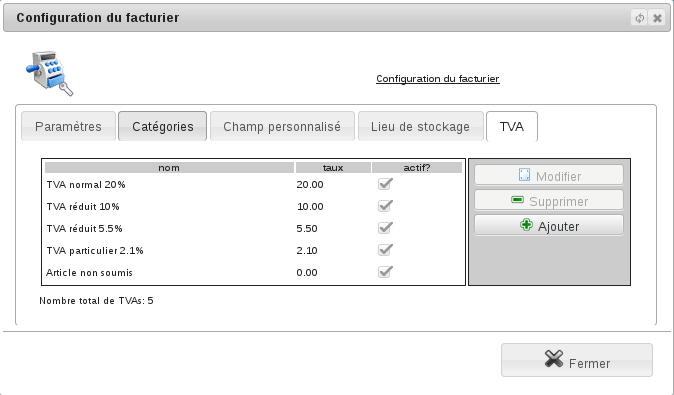 Configuration du facturier
Configuration du facturier
Paramètres Catégories Champ personnalisé Lieu de stockage TVA
nom taux actif?
TVA normal 20% 20.00
TVA réduit 10% 10.00
TVA réduit 5.5% 5.50
TVA particulier 2.1% 2.10
Article non soumis 0.00
Modifier
Supprimer
Ajouter
Nombre total de TVAs: 5
Fermer